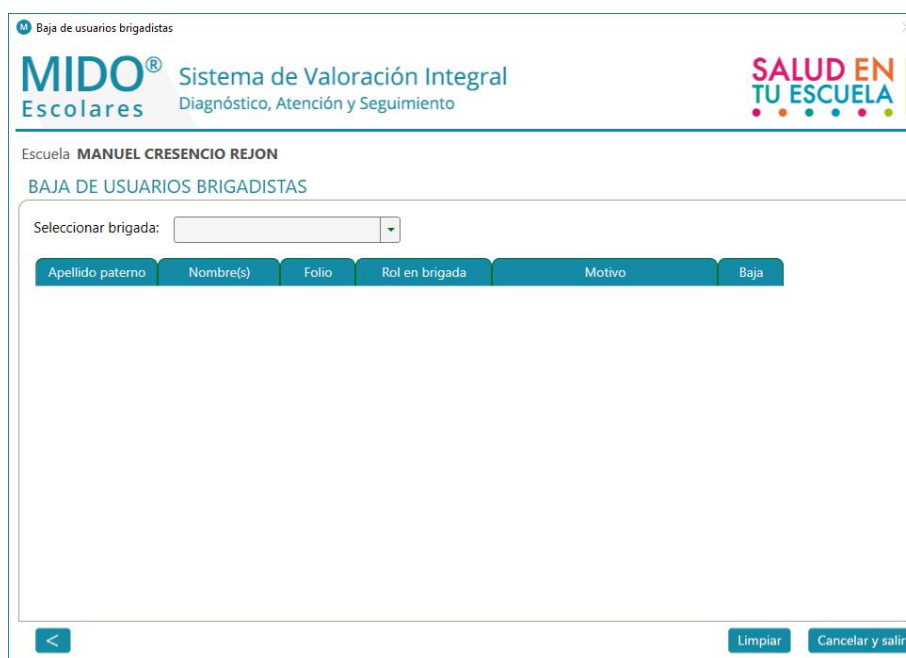 M Baja de usuarios brigadistas
MIDO® Escolares
Sistema de Valoración Integral
Diagnóstico, Atención y Seguimiento
SALUD EN
TU ESCUELA
Escuela MANUEL CRESENCIO REJON
BAJA DE USUARIOS BRIGADISTAS
Seleccionar brigada:
Apellido paterno Nombre(s) Folio Rol en brigada Motivo Baja
< Limpiar Cancelar y salir